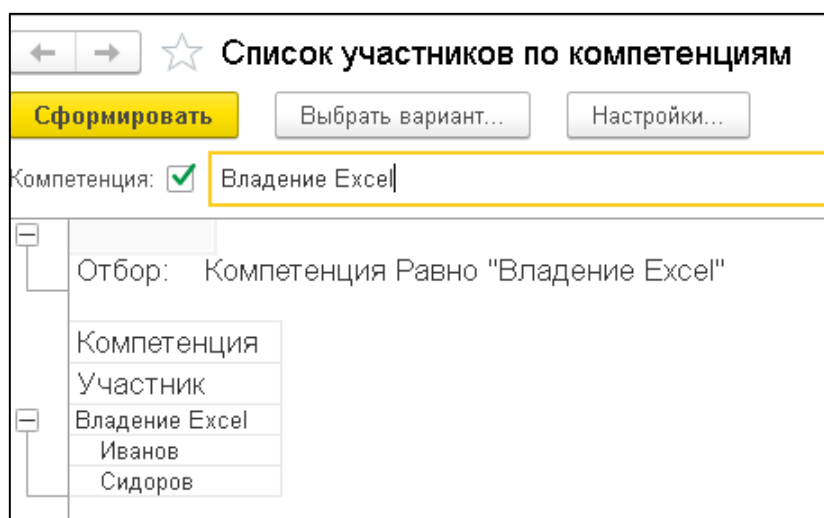 Список участников по компетенциям
Сформировать Выбрать вариант... Настройки...
Компетенция: Владение Excel
Отбор: Компетенция Равно "Владение Excel"
Компетенция
Участник
Владение Excel
Иванов
Сидоров